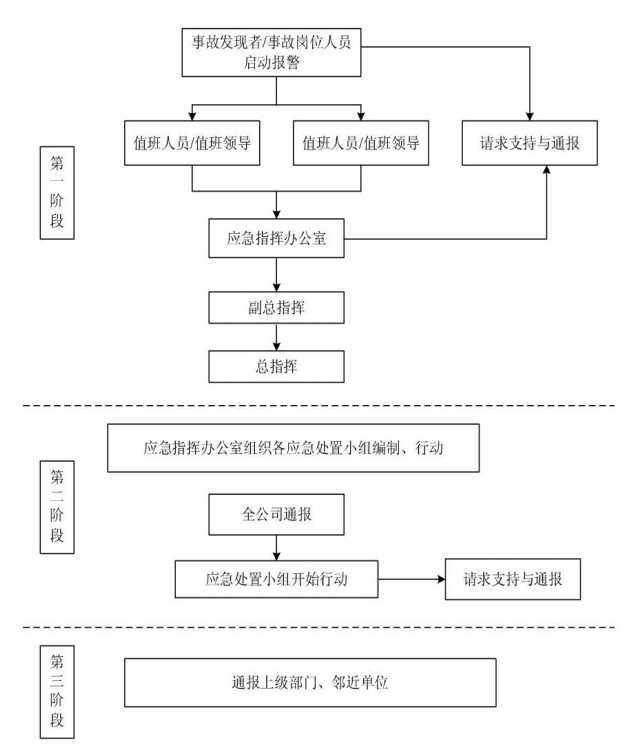 事故发现者/事故岗位人员
启动报警
值班人员/值班领导
值班人员/值班领导
请求支持与通报
第一阶段
应急指挥办公室
副总指挥
总指挥
应急指挥办公室组织各应急处置小组编制、行动
第二阶段
全公司通报
应急处置小组开始行动
请求支持与通报
第三阶段
通报上级部门、邻近单位